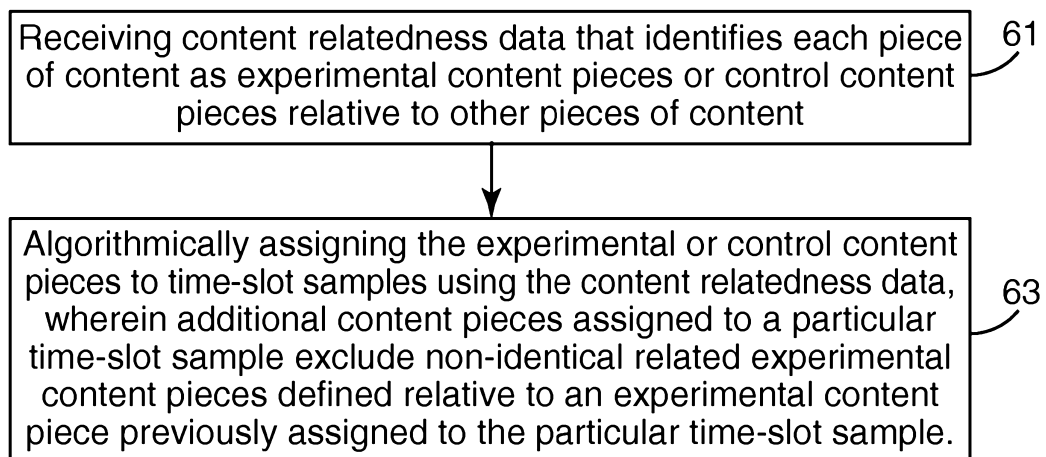 Receiving content relatedness data that identifies each piece
of content as experimental content pieces or control content
pieces relative to other pieces of content
61
Algorithmically assigning the experimental or control content
pieces to time-slot samples using the content relatedness data,
wherein additional content pieces assigned to a particular
time-slot sample exclude non-identical related experimental
content pieces defined relative to an experimental content
piece previously assigned to the particular time-slot sample.
63